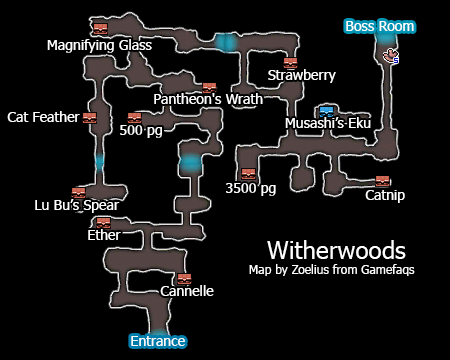 Boss Room
Magnifying Glass
Strawberry
Pantheon's Wrath
Cat Feather
500 pg
Musashi's Eku
3500 pg
Catnip
Lu Bu's Spear
Ether
Witherwoods
Map by Zoelius from Gamefaqs
Cannelle
Entrance